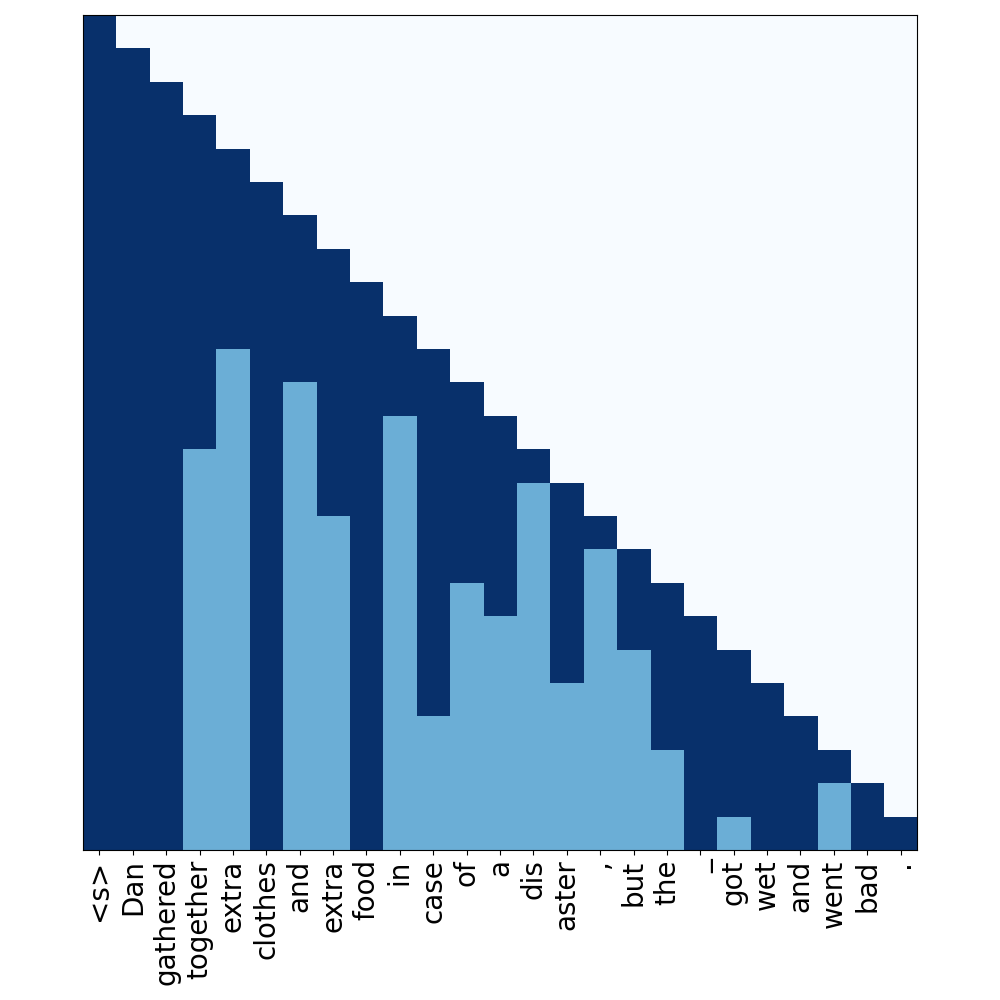 <s> Dan gathered together extra clothes and extra food in case of a dis aster , but the _ got wet and went bad .